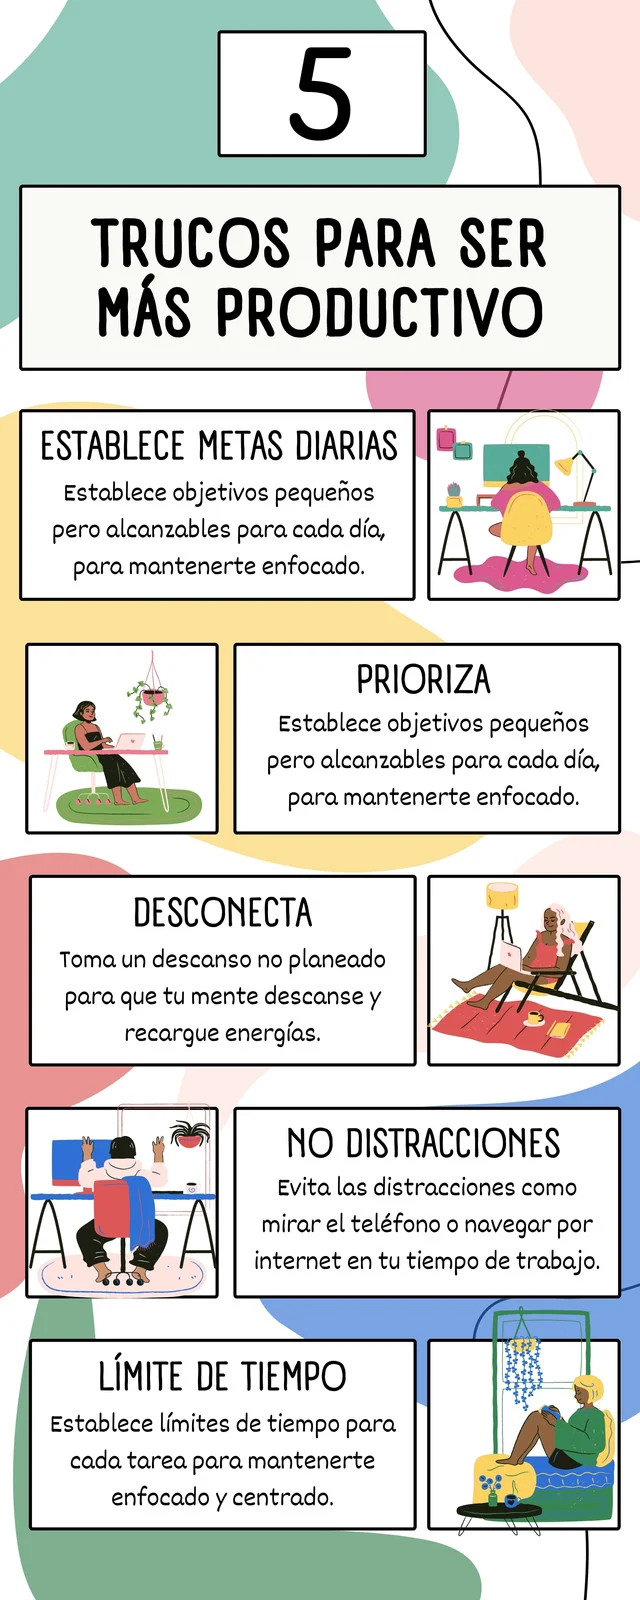 5
TRUCOS PARA SER
MÁS PRODUCTIVO
ESTABLECE METAS DIARIAS
Establece objetivos pequeños
pero alcanzables para cada día,
para mantenerte enfocado.
PRIORIZA
Establece objetivos pequeños
pero alcanzables para cada día,
para mantenerte enfocado.
DESCONECTA
Toma un descanso no planeado
para que tu mente descanse y
recargue energías.
NO DISTRACCIONES
Evita las distracciones como
mirar el teléfono o navegar por
internet en tu tiempo de trabajo.
LÍMITE DE TIEMPO
Establece límites de tiempo para
cada tarea para mantenerte
enfocado y centrado.